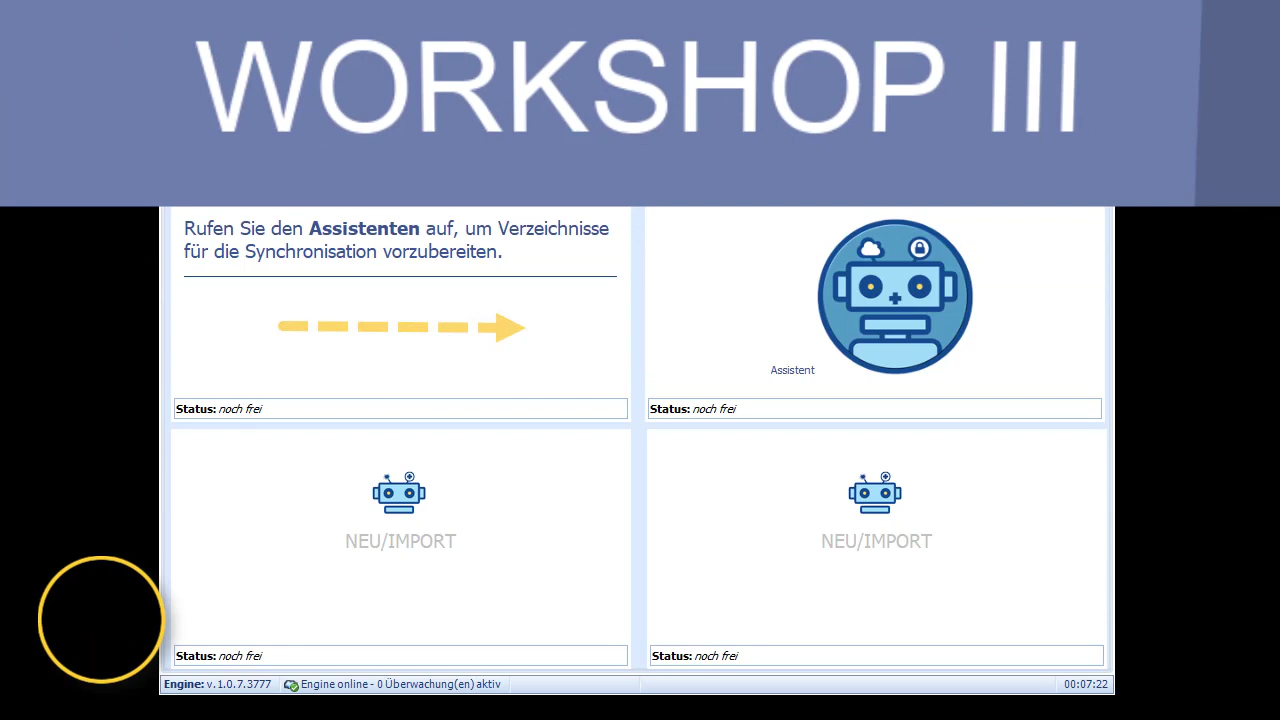 WORKSHOP III
Rufen Sie den Assistenten auf, um Verzeichnisse
für die Synchronisation vorzubereiten.
Assistent
Status: noch frei
Status: noch frei
NEU/IMPORT
NEU/IMPORT
Status: noch frei
Status: noch frei
Engine: v.1.0.7.3777 Engine online - 0 Überwachung(en) aktiv 00:07:22